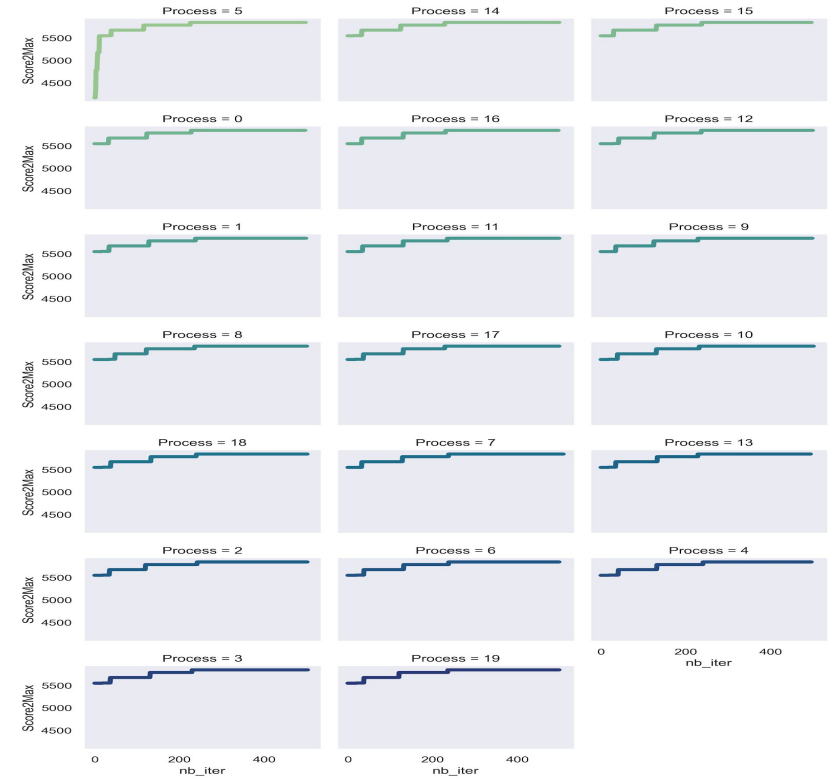 Process = 5
Process = 14
Process = 15
Score2Max
5500
5000
4500
Process = 0
Process = 16
Process = 12
Score2Max
5500
5000
4500
Process = 1
Process = 11
Process = 9
Score2Max
5500
5000
4500
Process = 8
Process = 17
Process = 10
Score2Max
5500
5000
4500
Process = 18
Process = 7
Process = 13
Score2Max
5500
5000
4500
Process = 2
Process = 6
Process = 4
Score2Max
5500
5000
4500
0 200 400
nb_iter
Process = 3
Process = 19
Score2Max
5500
5000
4500
0 200 400
nb_iter
0 200 400
nb_iter